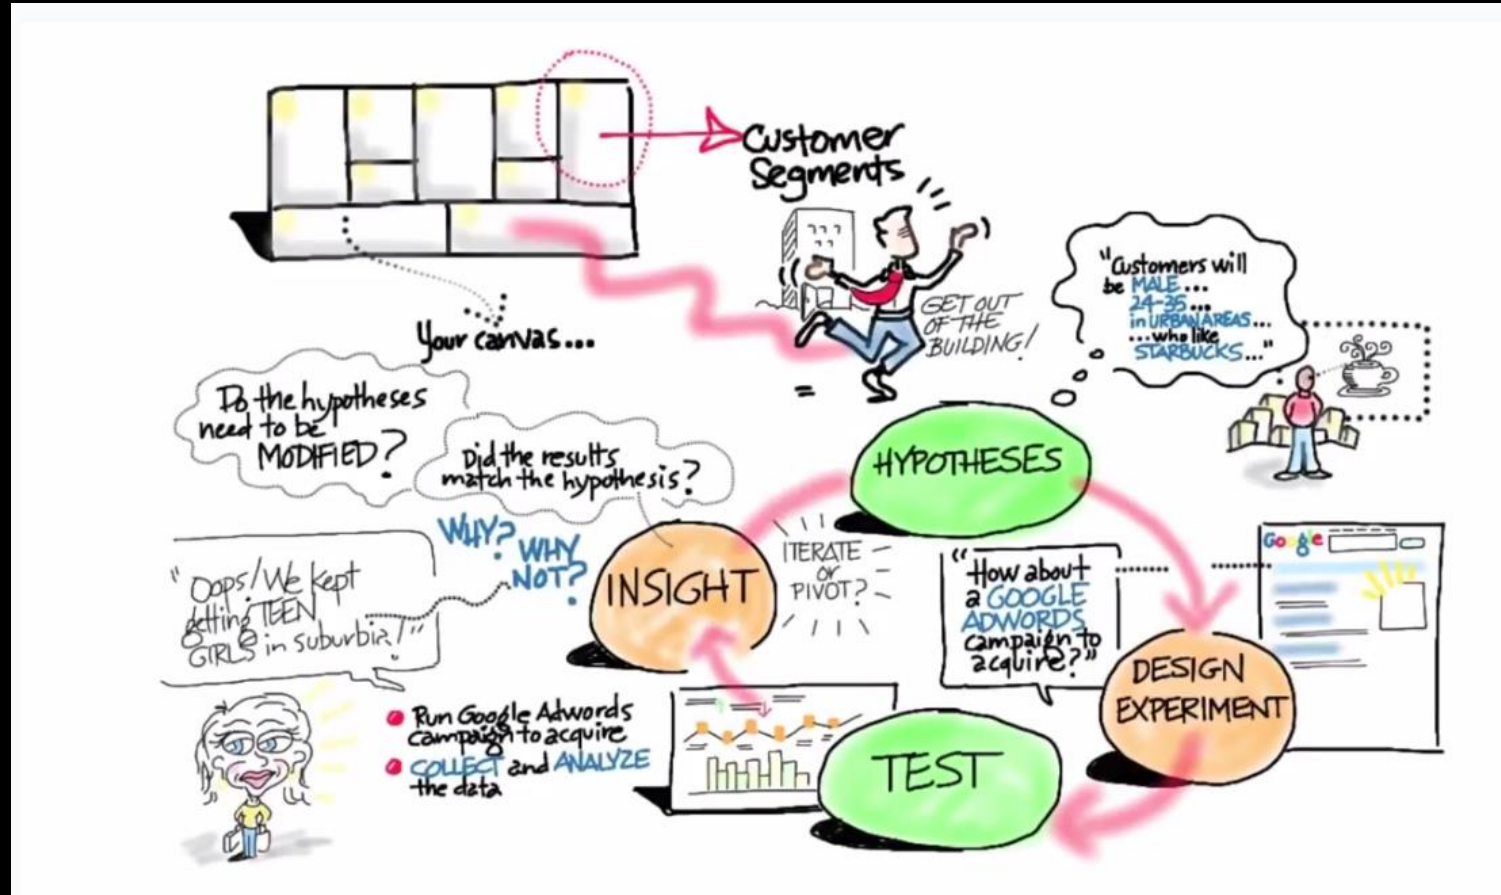 Customer
Segments
Your canvas...
GET OUT
OF THE
BUILDING!
"Customers will
be MALE...
24-35...
in URBAN AREAS...
...who like
STARBUCKS..."
HYPOTHESES
"How about
a GOOGLE
ADWORDS
campaign to
acquire?"
Google
DESIGN
EXPERIMENT
TEST
Run Google Adwords
campaign to acquire
COLLECT and ANALYZE
the data
INSIGHT
Did the results
match the hypothesis?
Do the hypotheses
need to be
MODIFIED?
WHY?
WHY
NOT?
"Oops! We kept
getting TEEN
GIRLS in suburbia!"
ITERATE
or
PIVOT?